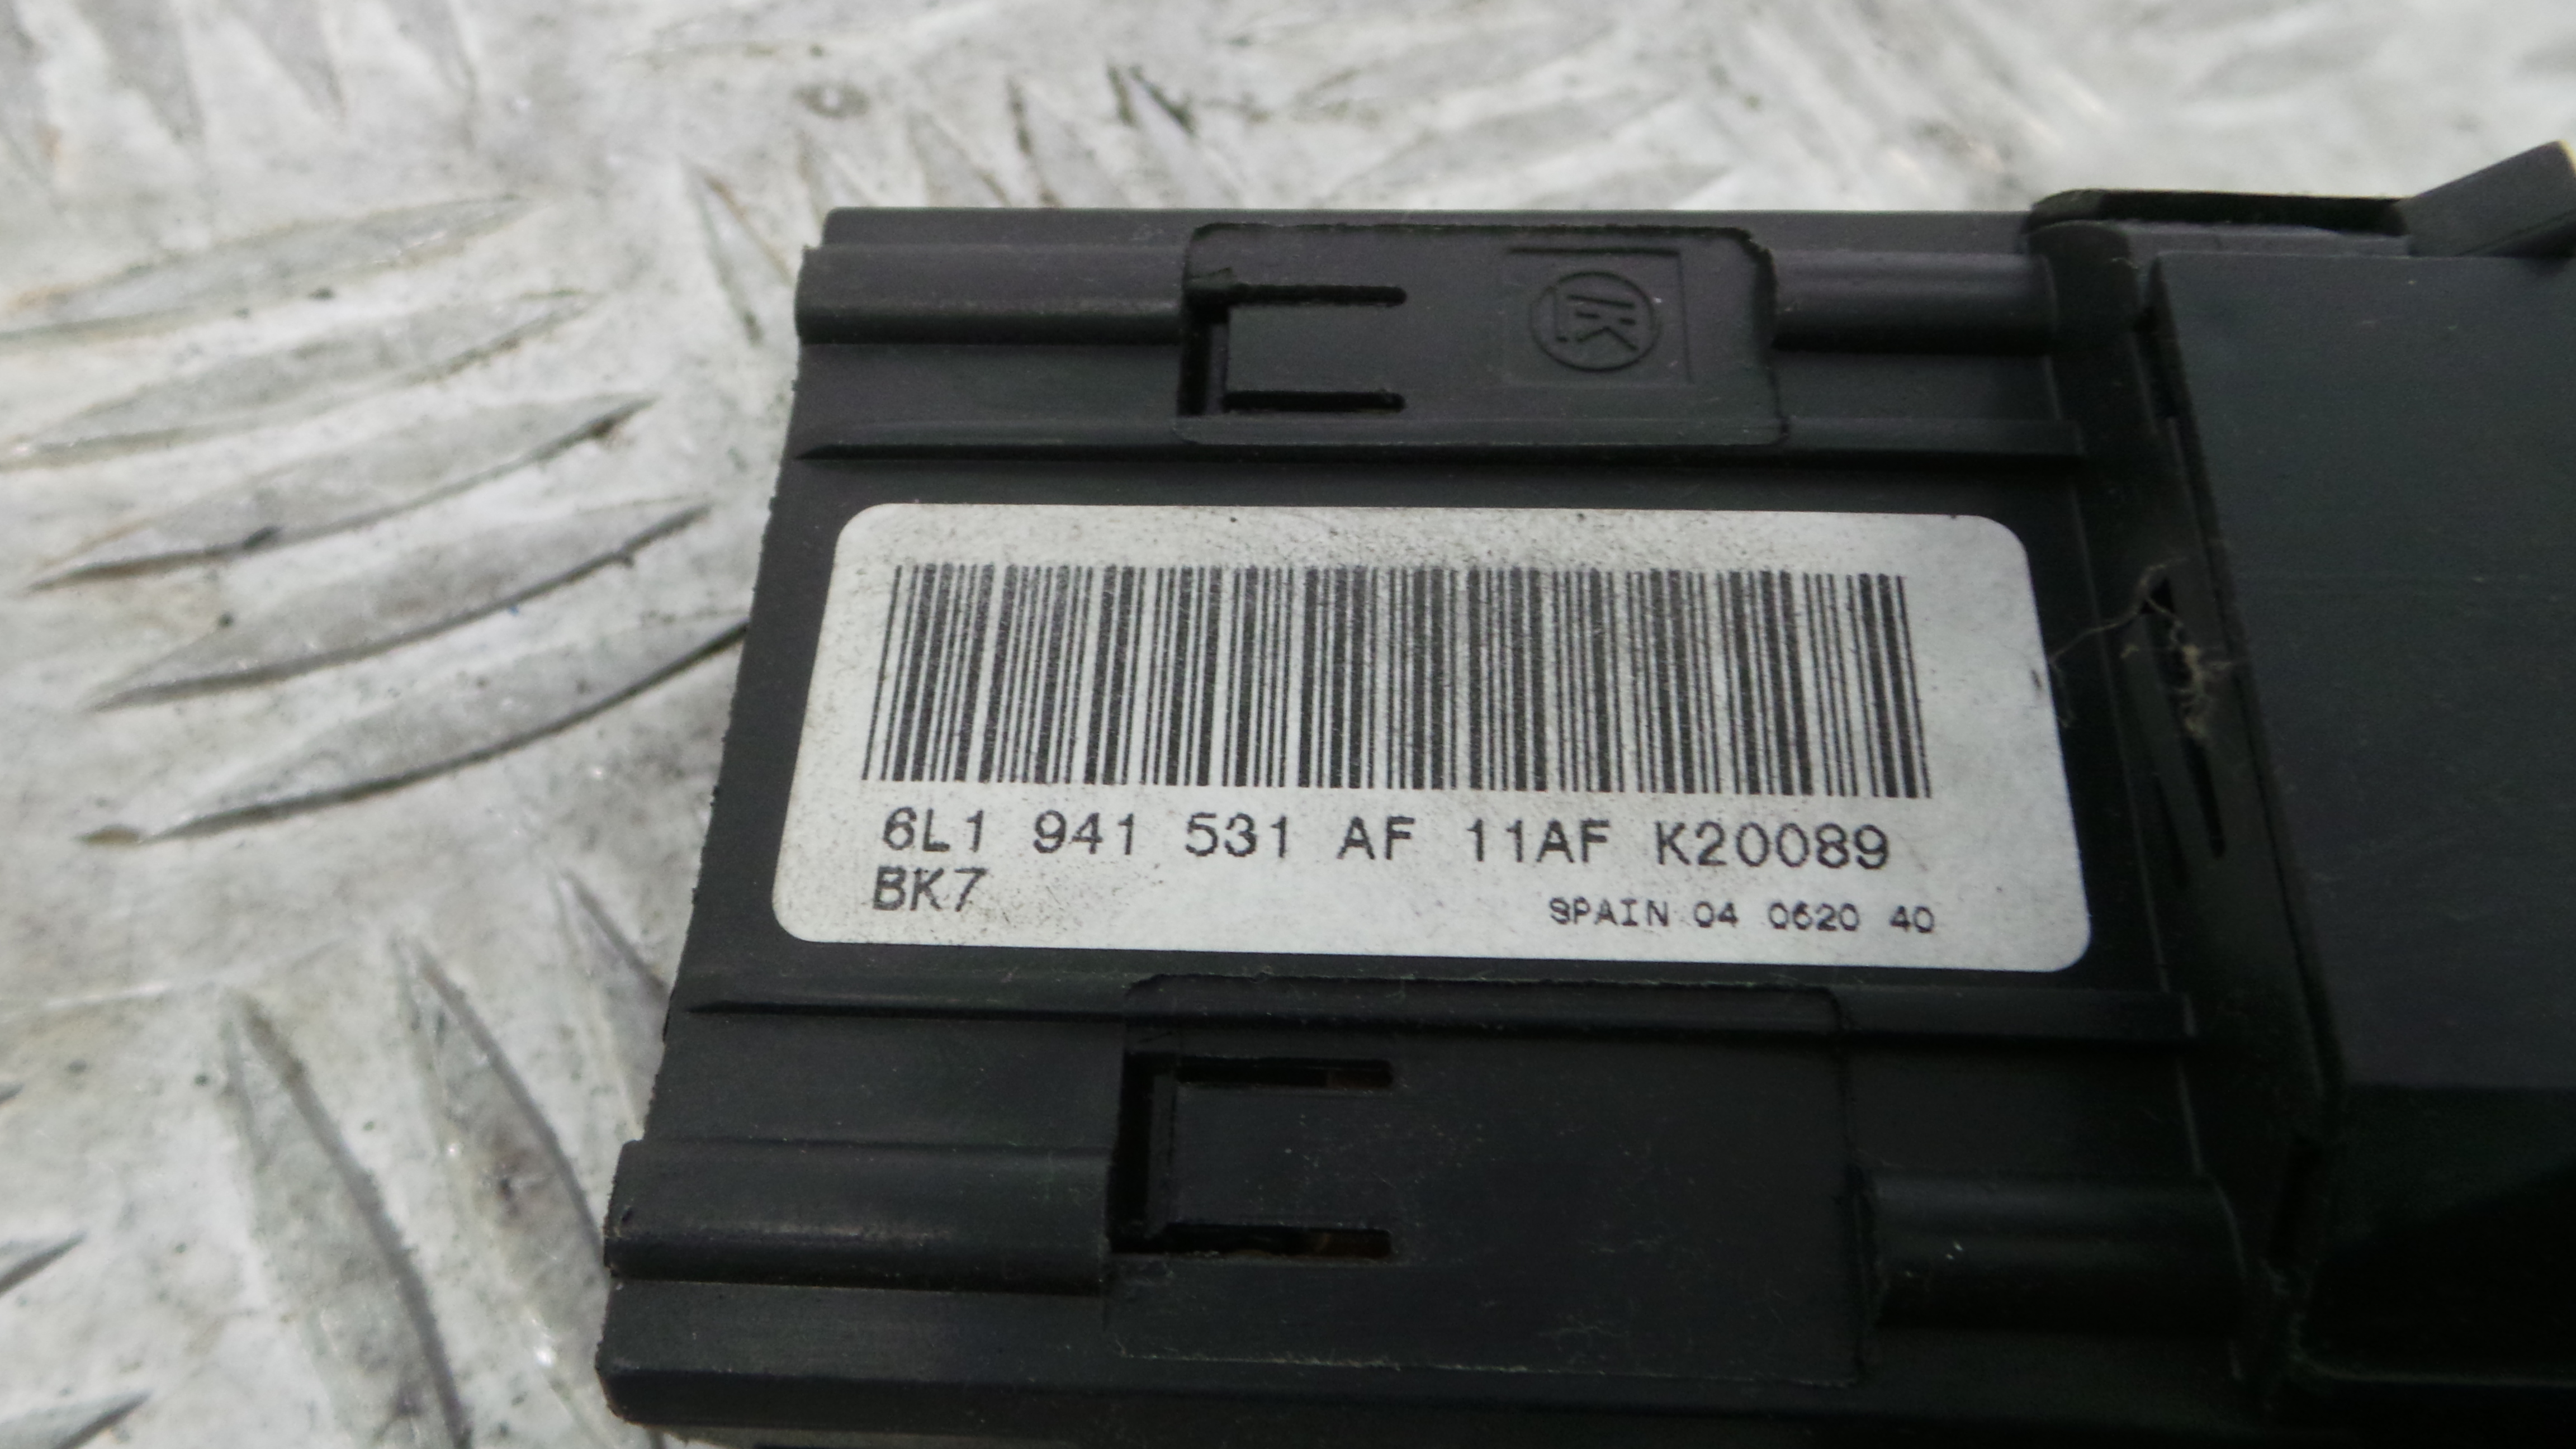 K
6L1 941 531 AF 11AF K20089
BK7
SPAIN 04 0620 40